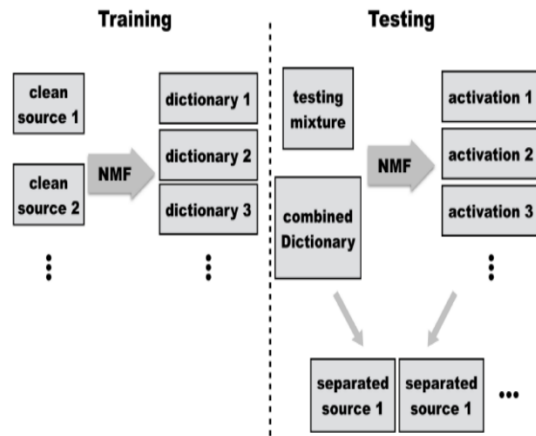 Training
clean
source 1
clean
source 2
NMF
dictionary 1
dictionary 2
dictionary 3
Testing
testing
mixture
combined
Dictionary
NMF
activation 1
activation 2
activation 3
separated
source 1
separated
source 1